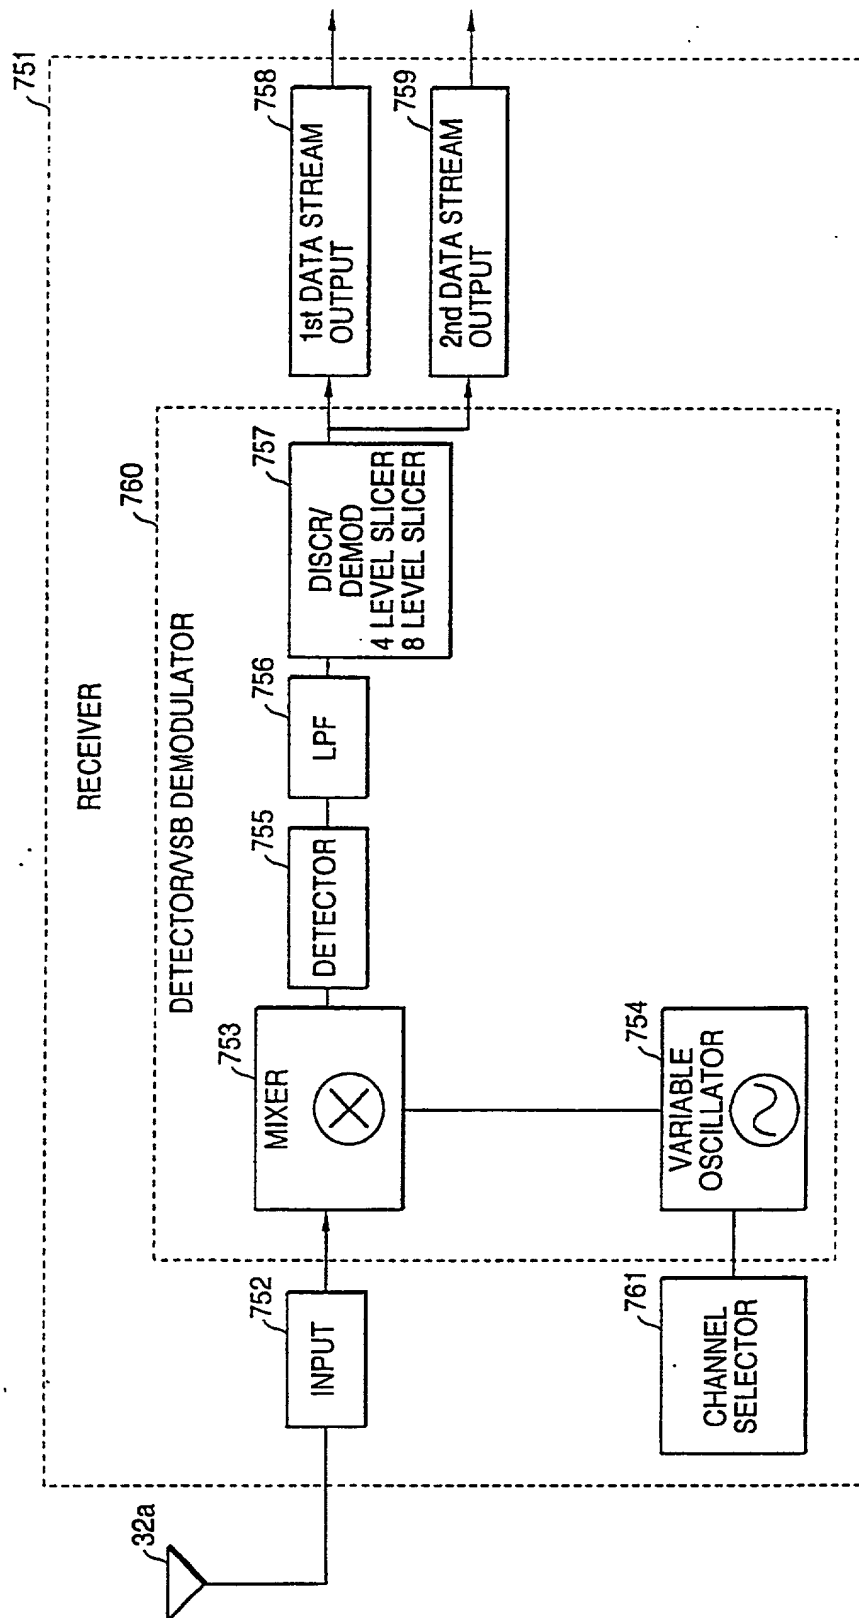 751
RECEIVER
760
DETECTOR/VSB DEMODULATOR
32a
752
INPUT
753
MIXER
755
DETECTOR
756
LPF
757
DISCR/
DEMOD
4 LEVEL SLICER
8 LEVEL SLICER
758
1st DATA STREAM
OUTPUT
759
2nd DATA STREAM
OUTPUT
761
CHANNEL
SELECTOR
754
VARIABLE
OSCILLATOR